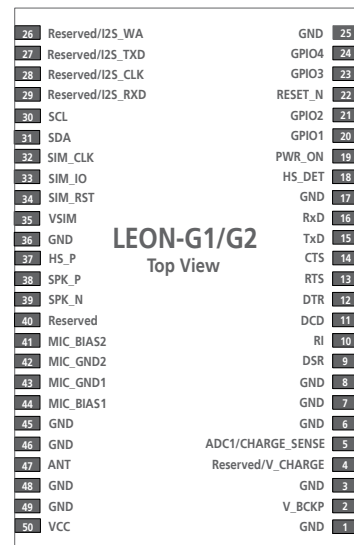 26 Reserved/I2S_WA GND 25
27 Reserved/I2S_TXD GPIO4 24
28 Reserved/I2S_CLK GPIO3 23
29 Reserved/I2S_RXD RESET_N 22
30 SCL GPIO2 21
31 SDA GPIO1 20
32 SIM_CLK PWR_ON 19
33 SIM_IO HS_DET 18
34 SIM_RST GND 17
35 VSIM RxD 16
36 GND TxD 15
LEON-G1/G2
37 HS_P CTS 14
Top View
38 SPK_P RTS 13
39 SPK_N DTR 12
40 Reserved DCD 11
41 MIC_BIAS2 RI 10
42 MIC_GND2 DSR 9
43 MIC_GND1 GND 8
44 MIC_BIAS1 GND 7
45 GND GND 6
46 GND ADC1/CHARGE_SENSE 5
47 ANT Reserved/V_CHARGE 4
48 GND GND 3
49 GND V_BCKP 2
50 VCC GND 1